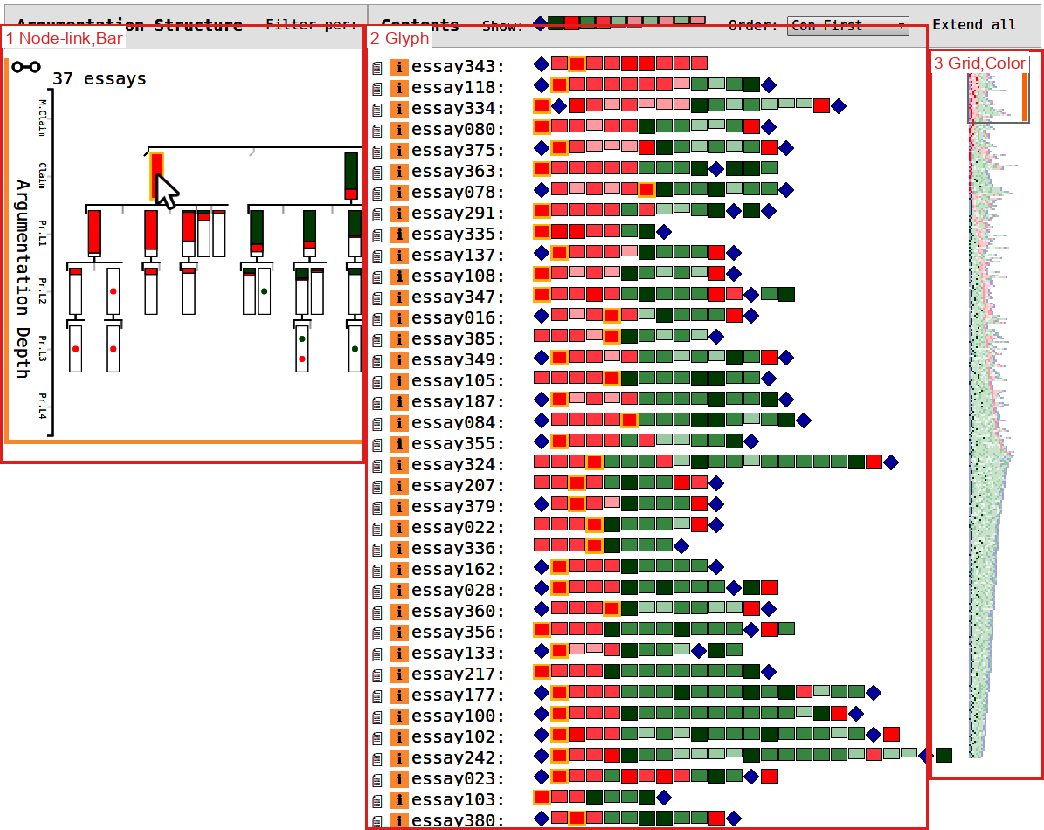 Argumentation Structure Filter per:
Contents Show: Order: Con First Extend all
1 Node-link,Bar
2 Glyph
3 Grid,Color
37 essays
M.Claim
Claim
Pr.L1
Pr.L2
Pr.L3
Pr.L4
Argumentation Depth
i essay343:
i essay118:
i essay334:
i essay080:
i essay375:
i essay363:
i essay078:
i essay291:
i essay335:
i essay137:
i essay108:
i essay347:
i essay016:
i essay385:
i essay349:
i essay105:
i essay187:
i essay084:
i essay355:
i essay324:
i essay207:
i essay379:
i essay022:
i essay336:
i essay162:
i essay028:
i essay360:
i essay356:
i essay133:
i essay217:
i essay177:
i essay100:
i essay102:
i essay242:
i essay023:
i essay103:
i essay380: